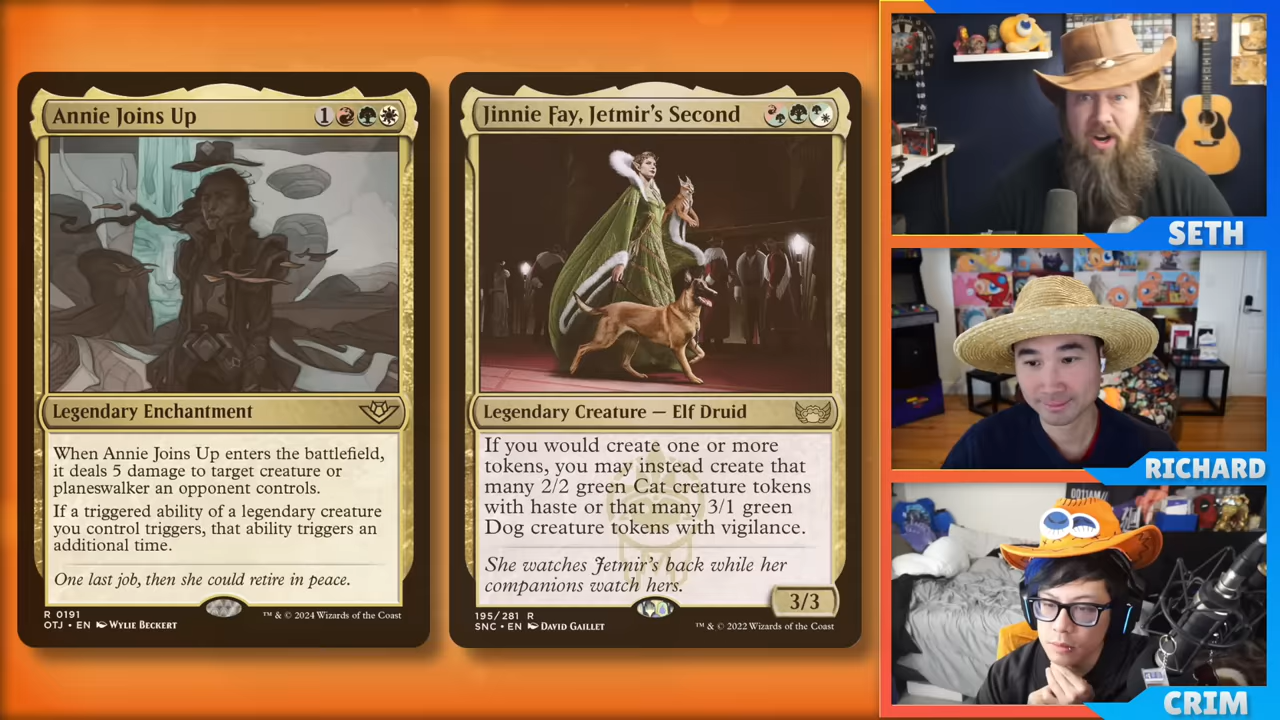 Annie Joins Up
1
Legendary Enchantment
When Annie Joins Up enters the battlefield,
it deals 5 damage to target creature or
planeswalker an opponent controls.
If a triggered ability of a legendary creature
you control triggers, that ability triggers an
additional time.
One last job, then she could retire in peace.
R 0191
OTJ • EN Wylie Beckert
™ & © 2024 Wizards of the Coast
Jinnie Fay, Jetmir's Second
Legendary Creature — Elf Druid
If you would create one or more
tokens, you may instead create that
many 2/2 green Cat creature tokens
with haste or that many 3/1 green
Dog creature tokens with vigilance.
She watches Jetmir's back while her
companions watch hers.
3/3
195/281 R
SNC • EN David Gaillet
™ & © 2022 Wizards of the Coast
SETH
RICHARD
CRIM